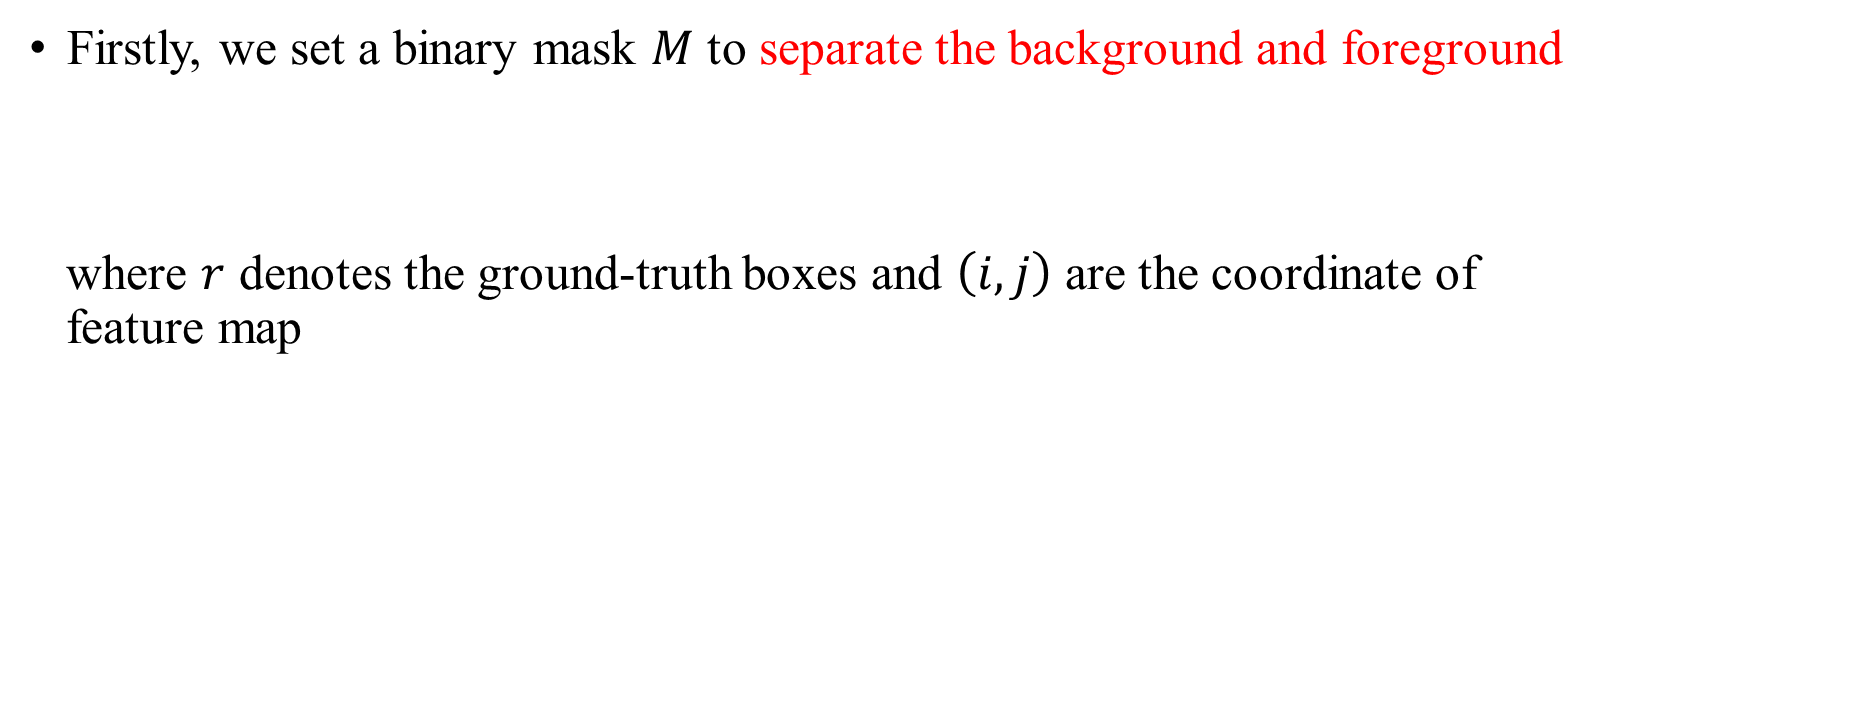 • Firstly, we set a binary mask M to separate the background and foreground
where r denotes the ground-truth boxes and (i, j) are the coordinate of
feature map